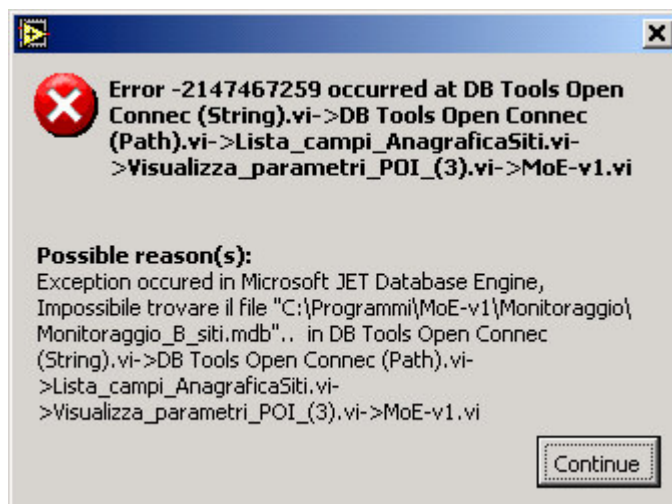 Error -2147467259 occurred at DB Tools Open
Connec (String).vi->DB Tools Open Connec
(Path).vi->Lista_campi_AnagraficaSiti.vi-
>Visualizza_parametri_POI_(3).vi->MoE-v1.vi
Possible reason(s):
Exception occured in Microsoft JET Database Engine,
Impossibile trovare il file "C:\Programmi\MoE-v1\Monitoraggio\
Monitoraggio_B_siti.mdb".. in DB Tools Open Connec
(String).vi->DB Tools Open Connec (Path).vi-
>Lista_campi_AnagraficaSiti.vi-
>Visualizza_parametri_POI_(3).vi->MoE-v1.vi
Continue